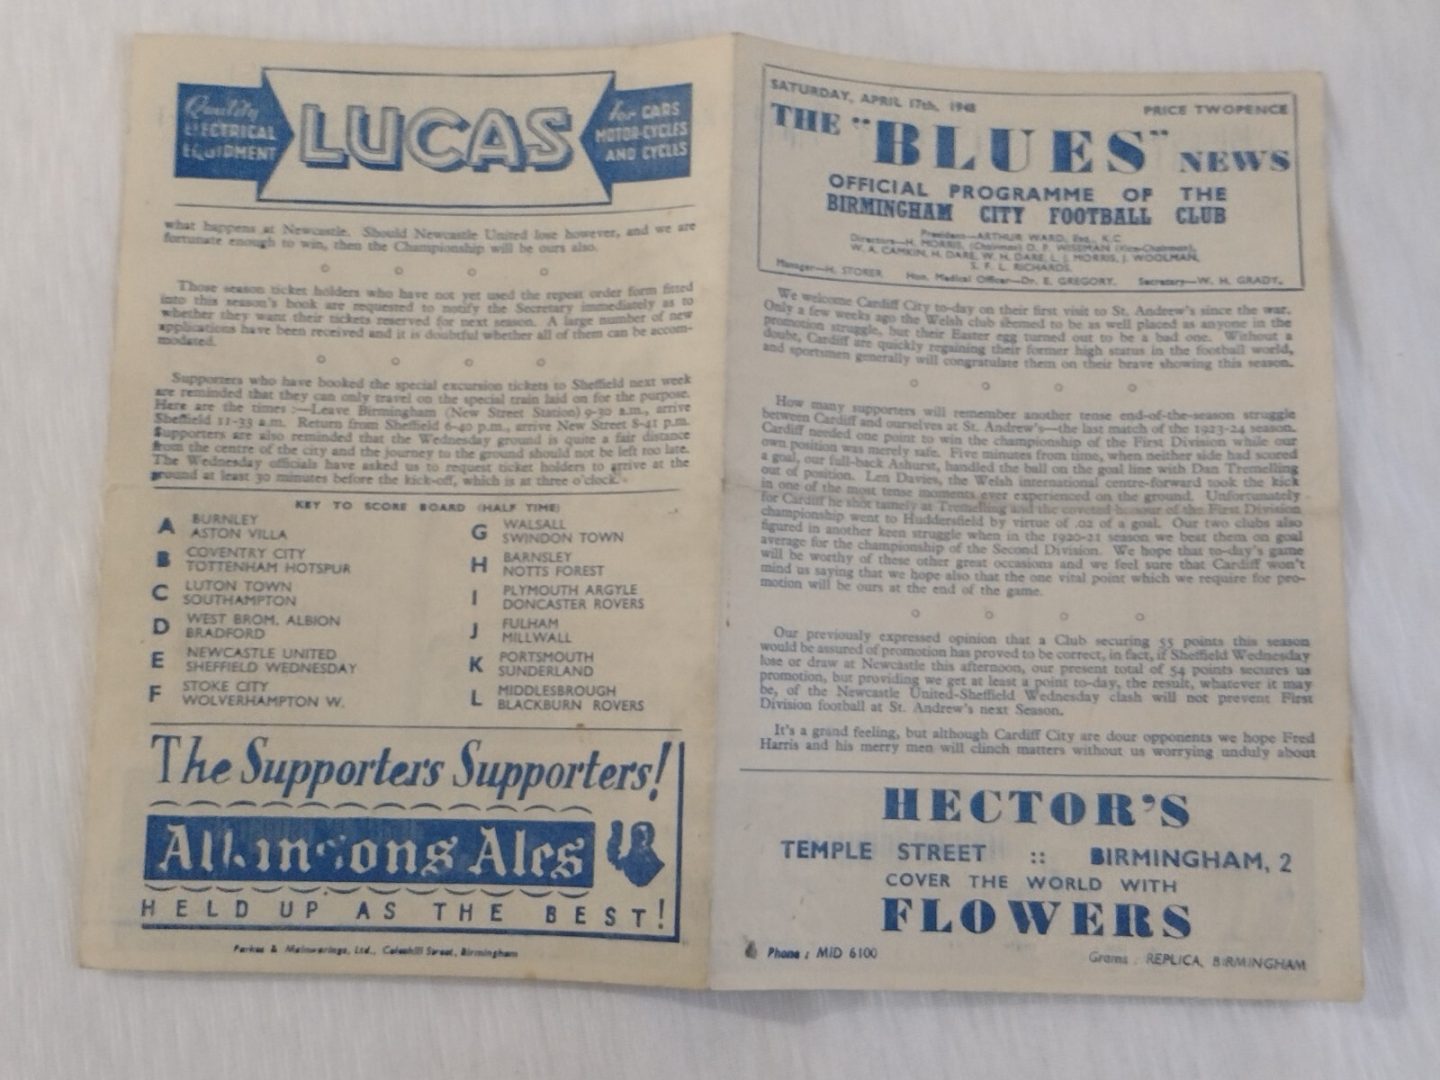 Quality
ELECTRICAL
EQUIPMENT
LUCAS
for CARS
MOTOR-CYCLES
AND CYCLES
what happens at Newcastle. Should Newcastle United lose however, and we are
fortunate enough to win, then the Championship will be ours also.
Those season ticket holders who have not yet used the repeat order form fitted
into this season's book are requested to notify the Secretary immediately as to
whether they want their tickets reserved for next season. A large number of new
applications have been received and it is doubtful whether all of them can be accom-
modated.
Supporters who have booked the special excursion tickets to Sheffield next week
are reminded that they can only travel on the special train laid on for the purpose.
Here are the times :—Leave Birmingham (New Street Station) 9-30 a.m., arrive
Sheffield 11-33 a.m. Return from Sheffield 6-40 p.m., arrive New Street 8-41 p.m.
Supporters are also reminded that the Wednesday ground is quite a fair distance
from the centre of the city and the journey to the ground should not be left too late.
The Wednesday officials have asked us to request ticket holders to arrive at the
ground at least 30 minutes before the kick-off, which is at three o'clock.
KEY TO SCORE BOARD (HALF TIME)
A BURNLEY
ASTON VILLA
B COVENTRY CITY
TOTTENHAM HOTSPUR
C LUTON TOWN
SOUTHAMPTON
D WEST BROM. ALBION
BRADFORD
E NEWCASTLE UNITED
SHEFFIELD WEDNESDAY
F STOKE CITY
WOLVERHAMPTON W.
G WALSALL
SWINDON TOWN
H BARNSLEY
NOTTS FOREST
I PLYMOUTH ARGYLE
DONCASTER ROVERS
J FULHAM
MILLWALL
K PORTSMOUTH
SUNDERLAND
L MIDDLESBROUGH
BLACKBURN ROVERS
The Supporters Supporters!
Atkinsons Ales
HELD UP AS THE BEST!
Parkes & Mainwarings, Ltd., Coleshill Street, Birmingham
SATURDAY, APRIL 17th, 1948
PRICE TWOPENCE
THE "BLUES" NEWS
OFFICIAL PROGRAMME OF THE
BIRMINGHAM CITY FOOTBALL CLUB
President—ARTHUR WARD, Esq., K.C.
Directors—H. MORRIS, (Chairman) D. F. WISEMAN (Vice-Chairman),
W. A. CAMKIN, H. DARE, W. H. DARE, L. J. MORRIS, J. WOOLMAN,
S. F. L. RICHARDS.
Manager—H. STORER Hon. Medical Officer—Dr. E. GREGORY. Secretary—W. H. GRADY.
We welcome Cardiff City to-day on their first visit to St. Andrew's since the war.
Only a few weeks ago the Welsh club seemed to be as well placed as anyone in the
promotion struggle, but their Easter egg turned out to be a bad one. Without a
doubt, Cardiff are quickly regaining their former high status in the football world,
and sportsmen generally will congratulate them on their brave showing this season.
How many supporters will remember another tense end-of-the-season struggle
between Cardiff and ourselves at St. Andrew's—the last match of the 1923-24 season.
Cardiff needed one point to win the championship of the First Division while our
own position was merely safe. Five minutes from time, when neither side had scored
a goal, our full-back Ashurst, handled the ball on the goal line with Dan Tremelling
out of position. Len Davies, the Welsh international centre-forward took the kick
in one of the most tense moments ever experienced on the ground. Unfortunately
for Cardiff he shot tamely at Tremelling and the coveted honour of the First Division
championship went to Huddersfield by virtue of .02 of a goal. Our two clubs also
figured in another keen struggle when in the 1920-21 season we beat them on goal
average for the championship of the Second Division. We hope that to-day's game
will be worthy of these other great occasions and we feel sure that Cardiff won't
mind us saying that we hope also that the one vital point which we require for pro-
motion will be ours at the end of the game.
Our previously expressed opinion that a Club securing 55 points this season
would be assured of promotion has proved to be correct, in fact, if Sheffield Wednesday
lose or draw at Newcastle this afternoon, our present total of 54 points secures us
promotion, but providing we get at least a point to-day, the result, whatever it may
be, of the Newcastle United-Sheffield Wednesday clash will not prevent First
Division football at St. Andrew's next Season.
It's a grand feeling, but although Cardiff City are dour opponents we hope Fred
Harris and his merry men will clinch matters without us worrying unduly about
HECTOR'S
TEMPLE STREET :: BIRMINGHAM, 2
COVER THE WORLD WITH
FLOWERS
Phone : MID 6100
Grams : REPLICA, BIRMINGHAM